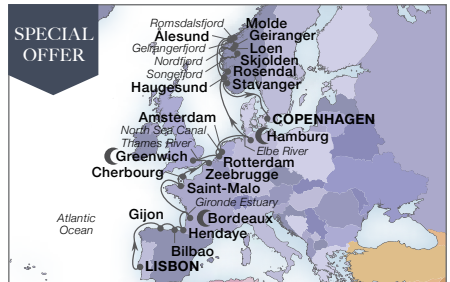 SPECIAL
OFFER
Romsdalsfjord
Molde
Ålesund
Geiranger
Geirangerfjord
Loen
Nordfjord
Skjolden
Songefjord
Rosendal
Haugesund
Stavanger
Amsterdam
COPENHAGEN
North Sea Canal
Hamburg
Thames River
Elbe River
Greenwich
Rotterdam
Cherbourg
Zeebrugge
Saint-Malo
Gironde Estuary
Atlantic
Ocean
Gijon
Bordeaux
Hendaye
Bilbao
LISBON